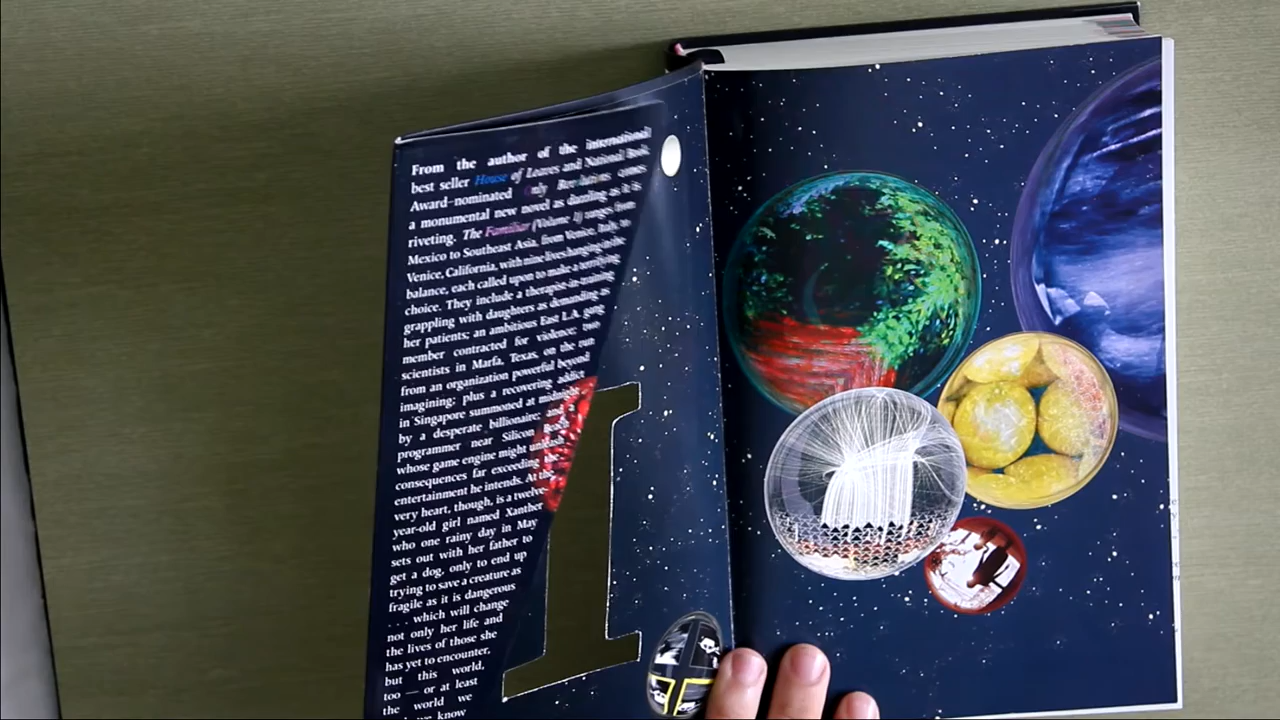 From the author of the international
best seller House of Leaves and National Book
Award–nominated Only Revolutions comes
a monumental new novel as dazzling as it is
riveting. The Familiar (Volume 1) ranges from
Mexico to Southeast Asia, from Venice, Italy, to
Venice, California, with nine lives hanging in the
balance, each called upon to make a terrifying
choice. They include a therapist-in-training
grappling with daughters as demanding as
her patients; an ambitious East L.A. gang
member contracted for violence; two
scientists in Marfa, Texas, on the run
from an organization powerful beyond
imagining; plus a recovering addict
in Singapore summoned at midnight
by a desperate billionaire; and a
programmer near Silicon Beach
whose game engine might unleash
consequences far exceeding the
entertainment he intends. At the
very heart, though, is a twelve-
year-old girl named Xanther
who one rainy day in May
sets out with her father to
get a dog, only to end up
trying to save a creature as
fragile as it is dangerous
. . . which will change
not only her life and
the lives of those she
has yet to encounter,
but this world,
too — or at least
the world we
know